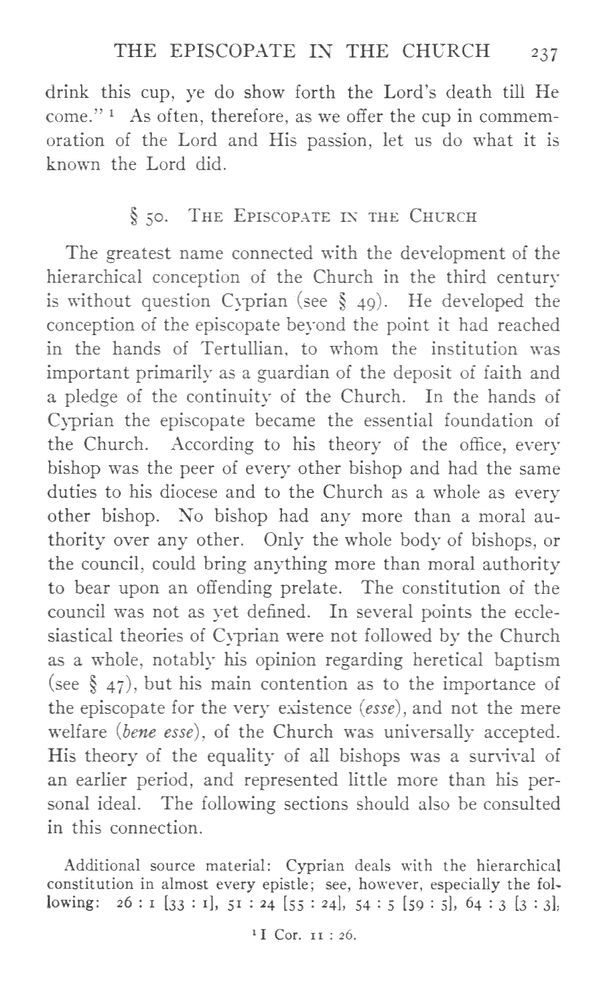 THE EPISCOPATE IN THE CHURCH 237
drink this cup, ye do show forth the Lord's death till He
come." ¹ As often, therefore, as we offer the cup in commem-
oration of the Lord and His passion, let us do what it is
known the Lord did.
§ 50. The Episcopate in the Church
The greatest name connected with the development of the
hierarchical conception of the Church in the third century
is without question Cyprian (see § 49). He developed the
conception of the episcopate beyond the point it had reached
in the hands of Tertullian, to whom the institution was
important primarily as a guardian of the deposit of faith and
a pledge of the continuity of the Church. In the hands of
Cyprian the episcopate became the essential foundation of
the Church. According to his theory of the office, every
bishop was the peer of every other bishop and had the same
duties to his diocese and to the Church as a whole as every
other bishop. No bishop had any more than a moral au-
thority over any other. Only the whole body of bishops, or
the council, could bring anything more than moral authority
to bear upon an offending prelate. The constitution of the
council was not as yet defined. In several points the eccle-
siastical theories of Cyprian were not followed by the Church
as a whole, notably his opinion regarding heretical baptism
(see § 47), but his main contention as to the importance of
the episcopate for the very existence (esse), and not the mere
welfare (bene esse), of the Church was universally accepted.
His theory of the equality of all bishops was a survival of
an earlier period, and represented little more than his per-
sonal ideal. The following sections should also be consulted
in this connection.
Additional source material: Cyprian deals with the hierarchical
constitution in almost every epistle; see, however, especially the fol-
lowing: 26 : 1 [33 : 1], 51 : 24 [55 : 24], 54 : 5 [59 : 5], 64 : 3 [3 : 3],
¹ I Cor. 11 : 26.